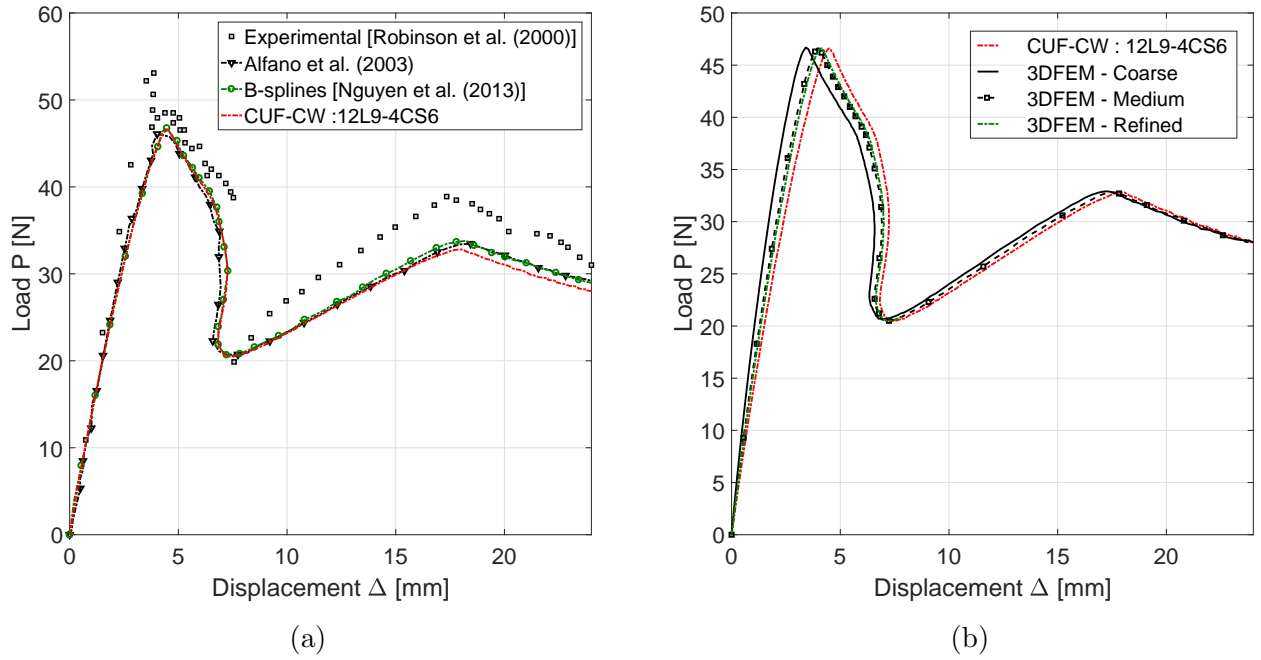 60
50
40
30
20
10
0
Load P [N]
Experimental [Robinson et al. (2000)]
Alfano et al. (2003)
B-splines [Nguyen et al. (2013)]
CUF-CW :12L9-4CS6
0 5 10 15 20
Displacement Δ [mm]
(a)
50
45
40
35
30
25
20
15
10
5
0
Load P [N]
CUF-CW : 12L9-4CS6
3DFEM - Coarse
3DFEM - Medium
3DFEM - Refined
0 5 10 15 20
Displacement Δ [mm]
(b)